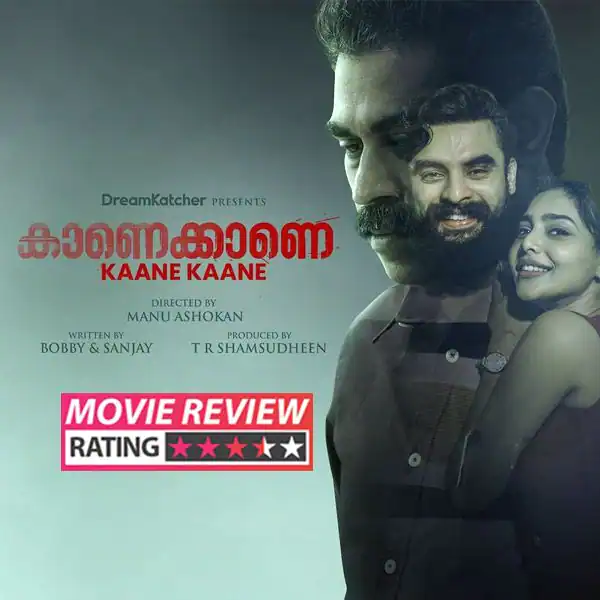 DreamKatcher PRESENTS
കാണെക്കാണെ
KAANE KAANE
DIRECTED BY
MANU ASHOKAN
WRITTEN BY PRODUCED BY
BOBBY & SANJAY T R SHAMSUDHEEN
MOVIE REVIEW
RATING